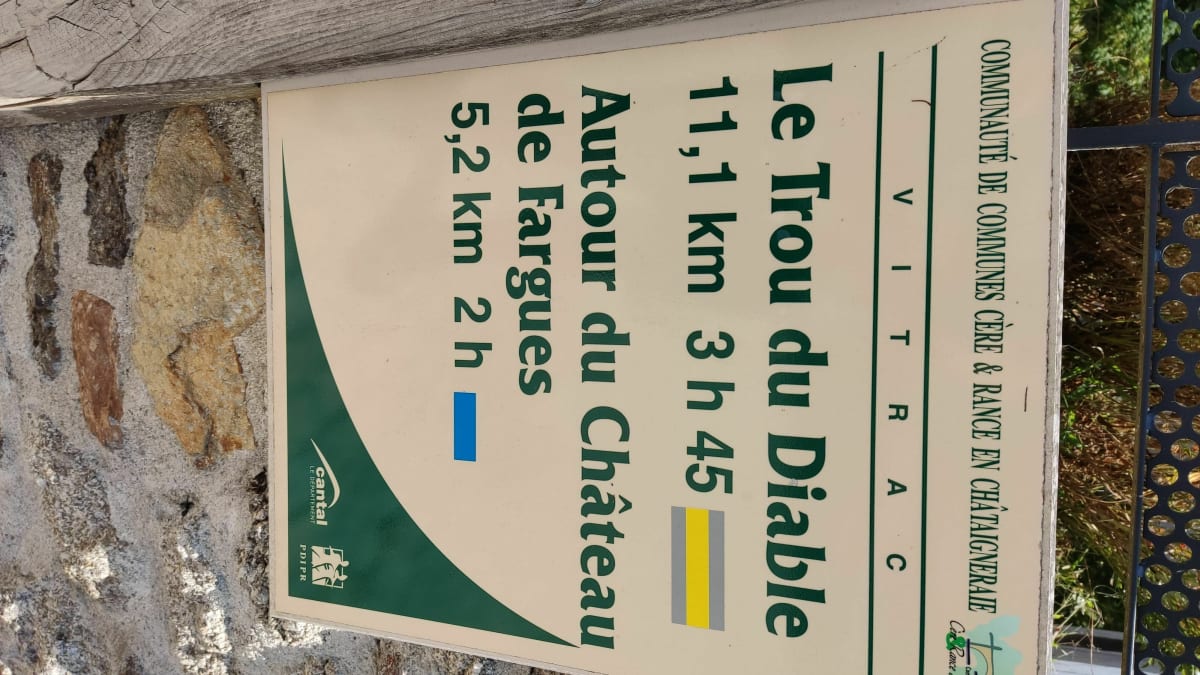 COMMUNAUTÉ DE COMMUNES CÈRE & RANCE EN CHÂTAIGNERAIE
VITRAC
Le Trou du Diable
11,1 km 3 h 45
Autour du Château
de Fargues
5,2 km 2 h
cantal
LE DÉPARTEMENT
PDIPR